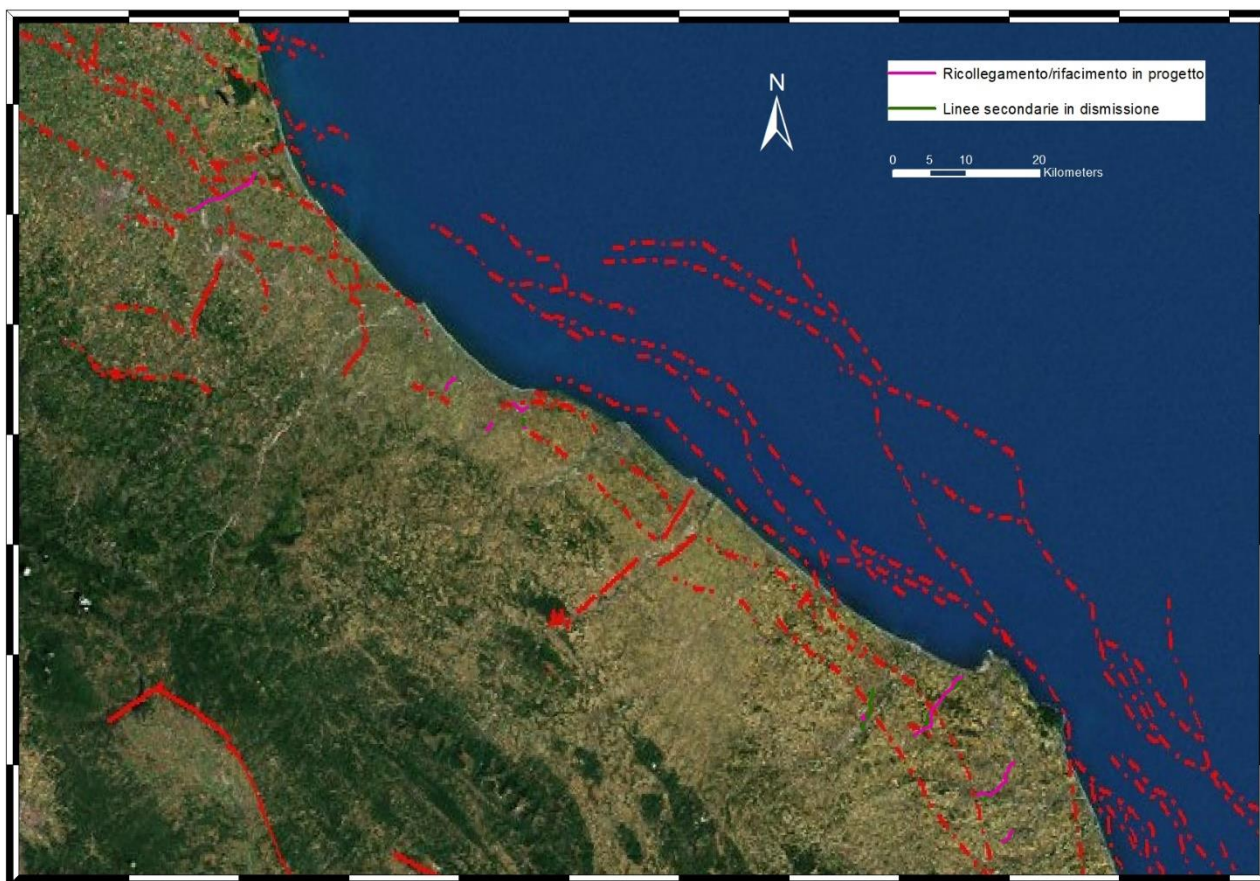 Ricollegamento/rifacimento in progetto
Linee secondarie in dismissione
N
0 5 10 20
Kilometers